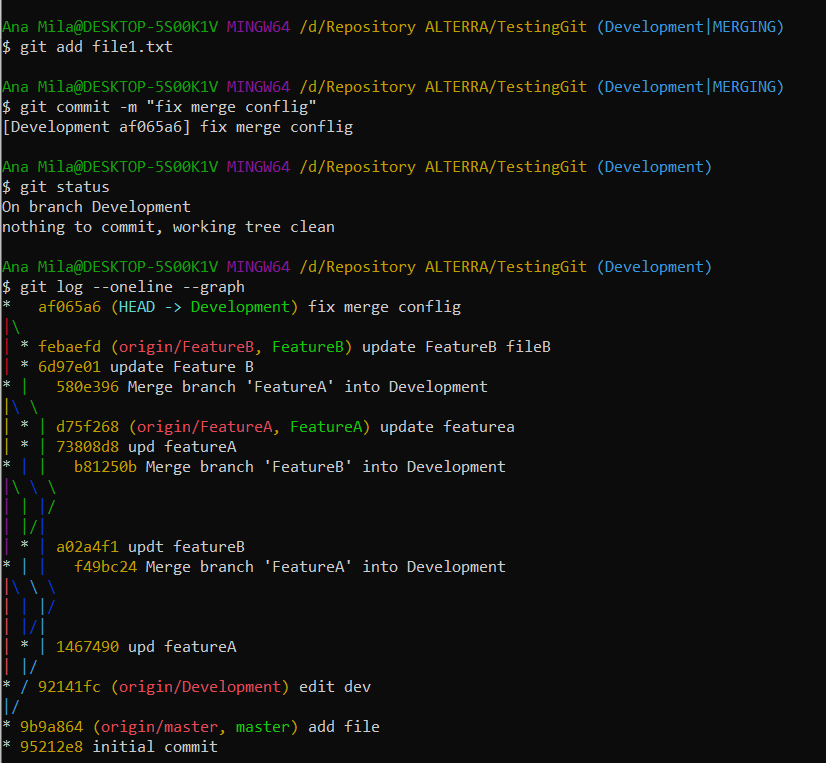 Ana Mila@DESKTOP-5S00K1V MINGW64 /d/Repository ALTERRA/TestingGit (Development|MERGING)
$ git add file1.txt
Ana Mila@DESKTOP-5S00K1V MINGW64 /d/Repository ALTERRA/TestingGit (Development|MERGING)
$ git commit -m "fix merge conflig"
[Development af065a6] fix merge conflig
Ana Mila@DESKTOP-5S00K1V MINGW64 /d/Repository ALTERRA/TestingGit (Development)
$ git status
On branch Development
nothing to commit, working tree clean
Ana Mila@DESKTOP-5S00K1V MINGW64 /d/Repository ALTERRA/TestingGit (Development)
$ git log --oneline --graph
*   af065a6 (HEAD -> Development) fix merge conflig
|\
| * febaefd (origin/FeatureB, FeatureB) update FeatureB fileB
| * 6d97e01 update Feature B
* |   580e396 Merge branch 'FeatureA' into Development
|\ \
| * | d75f268 (origin/FeatureA, FeatureA) update featurea
| * | 73808d8 upd featureA
* | |   b81250b Merge branch 'FeatureB' into Development
|\ \ \
| | |/
| |/|
| * | a02a4f1 updt featureB
* | |   f49bc24 Merge branch 'FeatureA' into Development
|\ \ \
| | |/
| |/|
| * | 1467490 upd featureA
| |/
* / 92141fc (origin/Development) edit dev
|/
* 9b9a864 (origin/master, master) add file
* 95212e8 initial commit